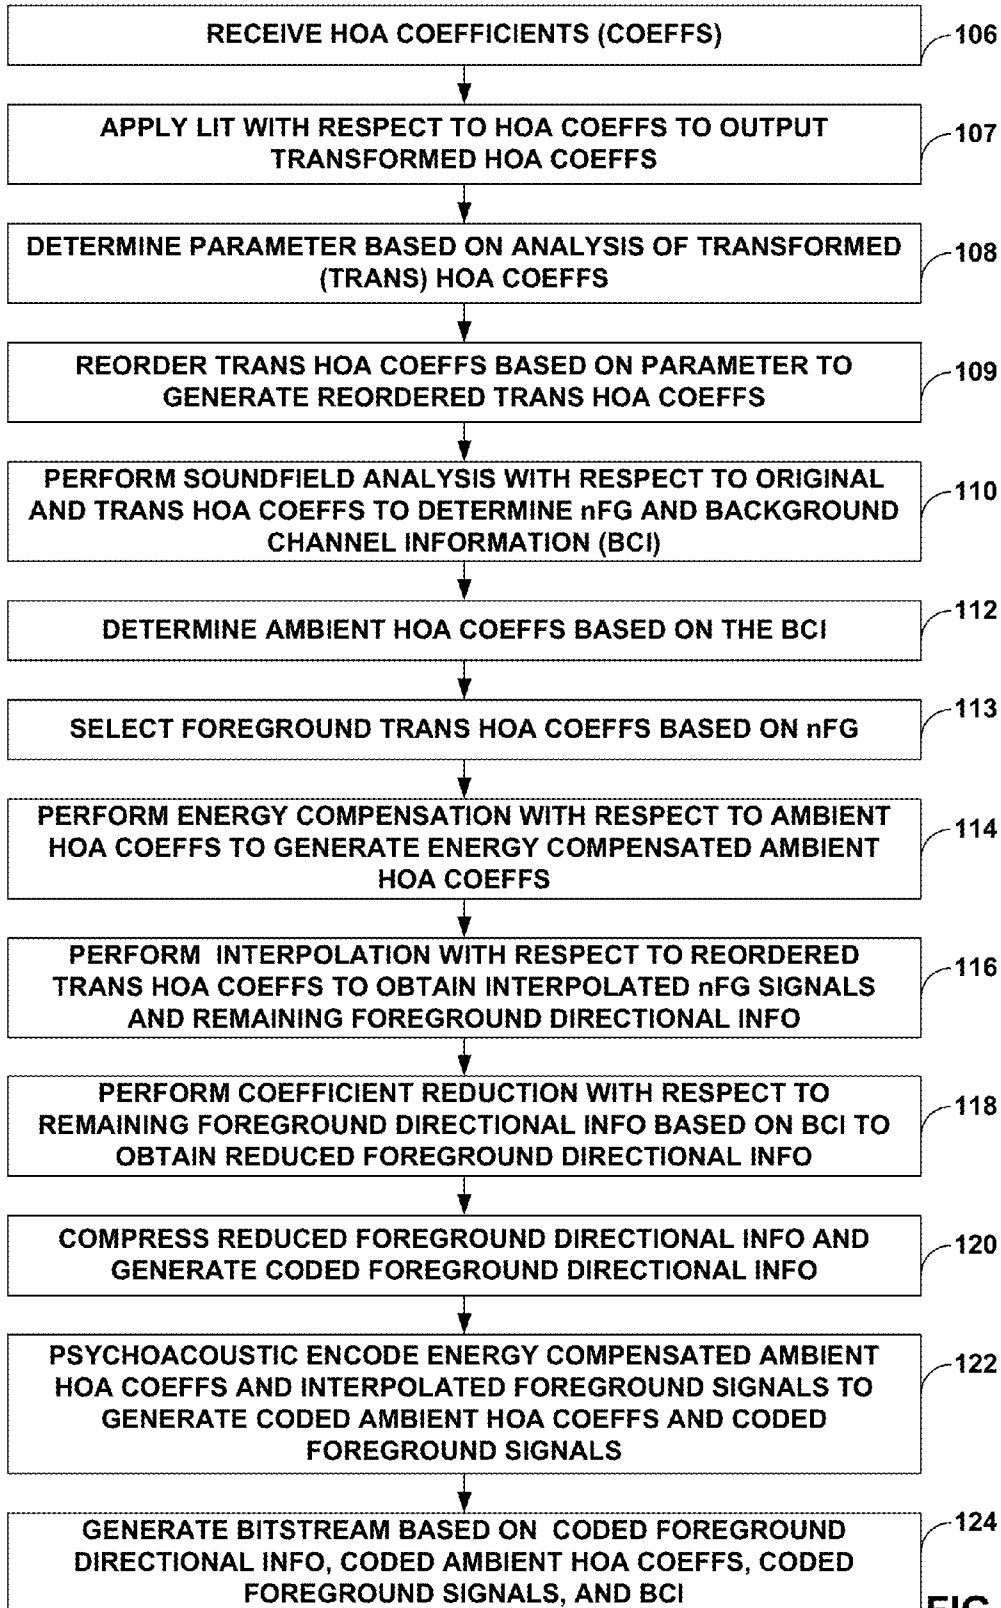 RECEIVE HOA COEFFICIENTS (COEFFS)
106
APPLY LIT WITH RESPECT TO HOA COEFFS TO OUTPUT
TRANSFORMED HOA COEFFS
107
DETERMINE PARAMETER BASED ON ANALYSIS OF TRANSFORMED
(TRANS) HOA COEFFS
108
REORDER TRANS HOA COEFFS BASED ON PARAMETER TO
GENERATE REORDERED TRANS HOA COEFFS
109
PERFORM SOUNDFIELD ANALYSIS WITH RESPECT TO ORIGINAL
AND TRANS HOA COEFFS TO DETERMINE nFG AND BACKGROUND
CHANNEL INFORMATION (BCI)
110
DETERMINE AMBIENT HOA COEFFS BASED ON THE BCI
112
SELECT FOREGROUND TRANS HOA COEFFS BASED ON nFG
113
PERFORM ENERGY COMPENSATION WITH RESPECT TO AMBIENT
HOA COEFFS TO GENERATE ENERGY COMPENSATED AMBIENT
HOA COEFFS
114
PERFORM INTERPOLATION WITH RESPECT TO REORDERED
TRANS HOA COEFFS TO OBTAIN INTERPOLATED nFG SIGNALS
AND REMAINING FOREGROUND DIRECTIONAL INFO
116
PERFORM COEFFICIENT REDUCTION WITH RESPECT TO
REMAINING FOREGROUND DIRECTIONAL INFO BASED ON BCI TO
OBTAIN REDUCED FOREGROUND DIRECTIONAL INFO
118
COMPRESS REDUCED FOREGROUND DIRECTIONAL INFO AND
GENERATE CODED FOREGROUND DIRECTIONAL INFO
120
PSYCHOACOUSTIC ENCODE ENERGY COMPENSATED AMBIENT
HOA COEFFS AND INTERPOLATED FOREGROUND SIGNALS TO
GENERATE CODED AMBIENT HOA COEFFS AND CODED
FOREGROUND SIGNALS
122
GENERATE BITSTREAM BASED ON CODED FOREGROUND
DIRECTIONAL INFO, CODED AMBIENT HOA COEFFS, CODED
FOREGROUND SIGNALS, AND BCI
124
FIG